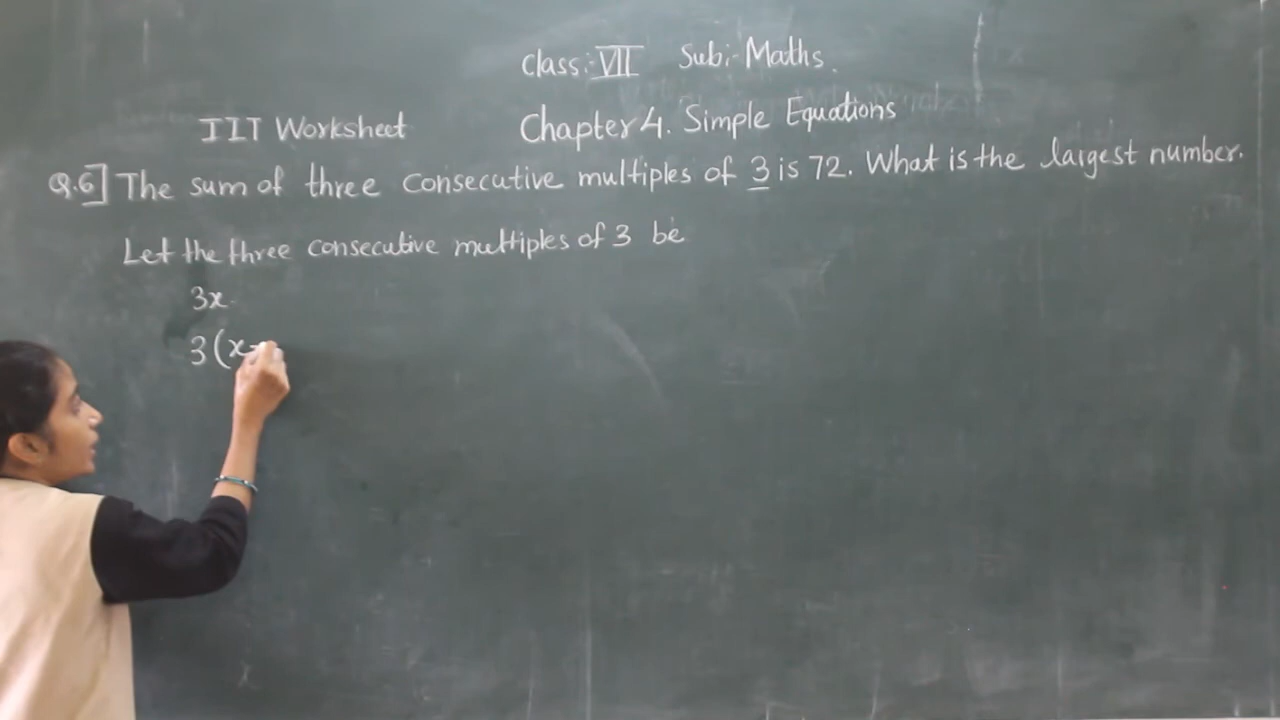 Class:- VII Sub:- Maths.
IIT Worksheet Chapter 4. Simple Equations
Q.6] The sum of three consecutive multiples of 3 is 72. What is the largest number.
Let the three consecutive multiples of 3 be
3x
3(x